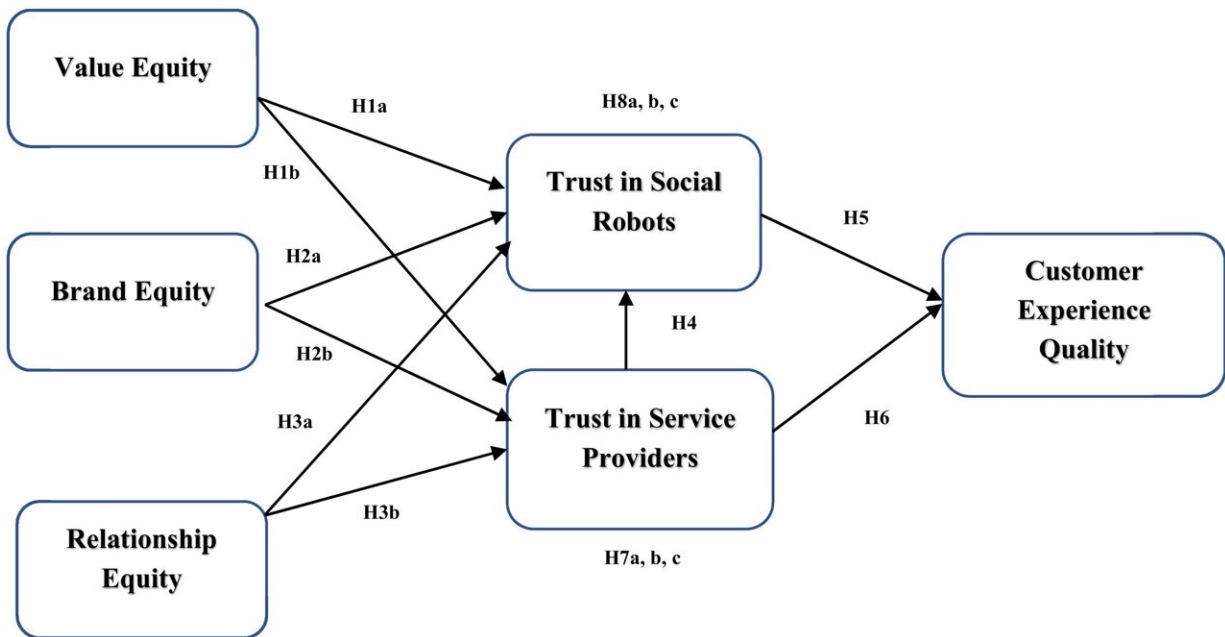 Value Equity
H1a
H8a, b, c
H1b
Trust in Social
Robots
H5
H2a
Brand Equity
Customer
Experience
Quality
H4
H2b
H3a
Trust in Service
Providers
H6
H3b
Relationship
Equity
H7a, b, c